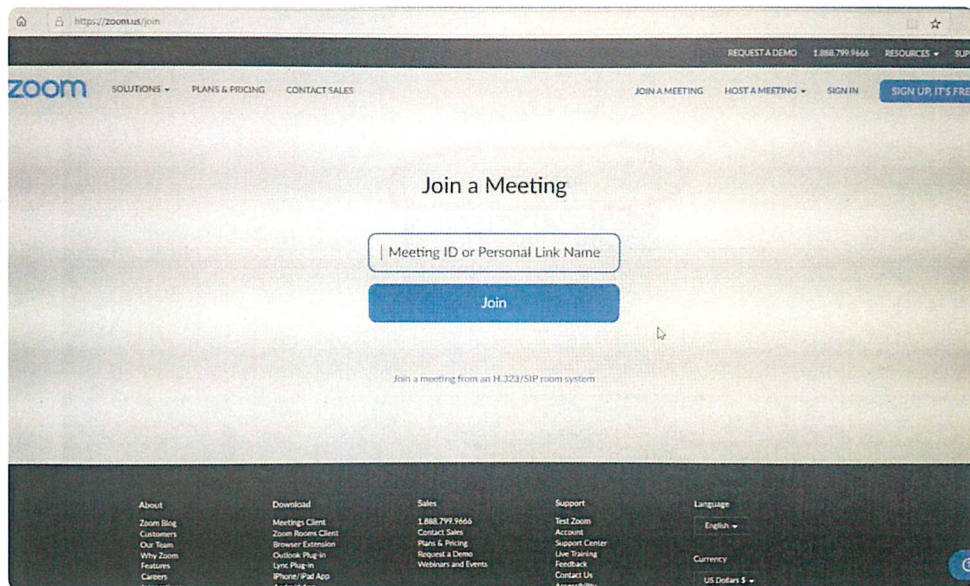 https://zoom.us/join
REQUEST A DEMO 1.888.799.9666 RESOURCES SUP
zoom SOLUTIONS PLANS & PRICING CONTACT SALES JOIN A MEETING HOST A MEETING SIGN IN SIGN UP, IT'S FRE
Join a Meeting
Meeting ID or Personal Link Name
Join
Join a meeting from an H.323/SIP room system
About
Zoom Blog
Customers
Our Team
Why Zoom
Features
Careers
Download
Meetings Client
Zoom Rooms Client
Browser Extension
Outlook Plug-in
Lync Plug-in
iPhone/iPad App
Sales
1.888.799.9666
Contact Sales
Plans & Pricing
Request a Demo
Webinars and Events
Support
Test Zoom
Account
Support Center
Live Training
Feedback
Contact Us
Accessibility
Language
English
Currency
US Dollars $